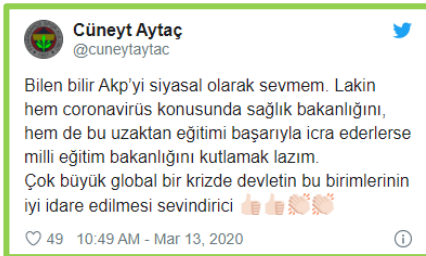 Cüneyt Aytaç
@cuneytaytac
Bilen bilir Akp'yi siyasal olarak sevmem. Lakin
hem coronavirüs konusunda sağlık bakanlığını,
hem de bu uzaktan eğitimi başarıyla icra ederlerse
milli eğitim bakanlığını kutlamak lazım.
Çok büyük global bir krizde devletin bu birimlerinin
iyi idare edilmesi sevindirici 👍🏻👍🏻👏🏻👏🏻
49 10:49 AM - Mar 13, 2020